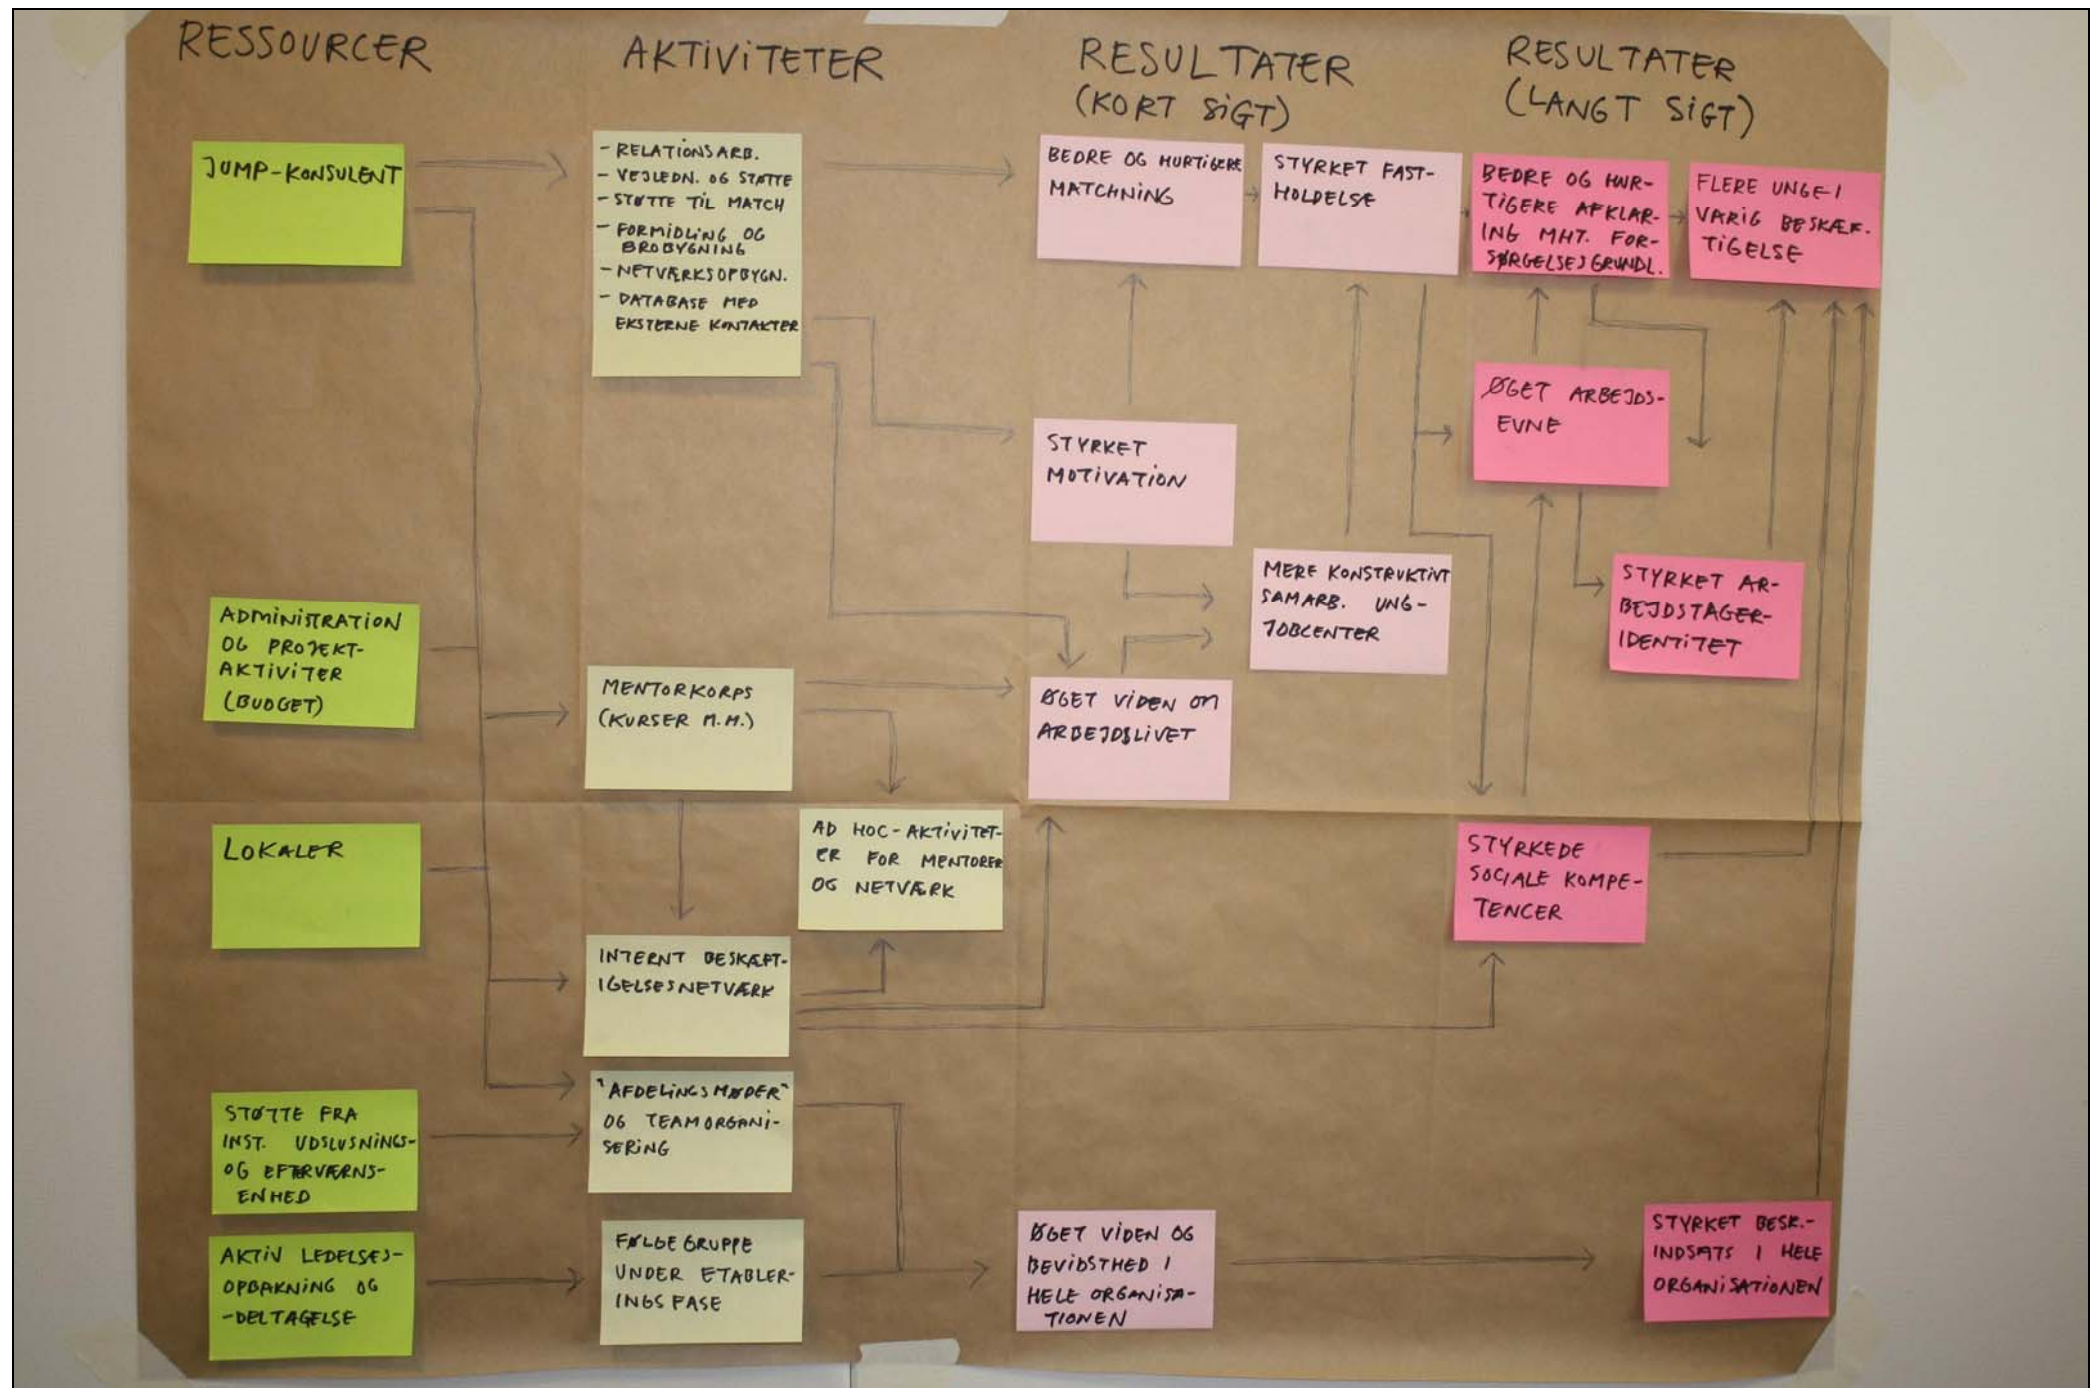 RESSOURCER
AKTIVITETER
RESULTATER
(KORT SIGT)
RESULTATER
(LANGT SIGT)
JUMP-KONSULENT
ADMINISTRATION
OG PROJEKT-
AKTIVITER
(BUDGET)
LOKALER
STØTTE FRA
INST. UDSLUSNINGS-
OG EFTERVÆRNS-
ENHED
AKTIV LEDELSES-
OPBAKNING OG
-DELTAGELSE
- RELATIONSARB.
- VEJLEDN. OG STØTTE
- STØTTE TIL MATCH
- FORMIDLING OG
BROBYGNING
- NETVÆRKSOPBYGN.
- DATABASE MED
EKSTERNE KONTAKTER
MENTORKORPS
(KURSER M.M.)
AD HOC-AKTIVITET-
ER FOR MENTORER
OG NETVÆRK
INTERNT BESKÆFT-
IGELSESNETVÆRK
"AFDELINGSMØDER"
OG TEAMORGANI-
SERING
FØLGEGRUPPE
UNDER ETABLER-
INGSFASE
BEDRE OG HURTIGERE
MATCHNING
STYRKET FAST-
HOLDELSE
STYRKET
MOTIVATION
MERE KONSTRUKTIVT
SAMARB. UNG-
JOBCENTER
ØGET VIDEN OM
ARBEJDSLIVET
ØGET VIDEN OG
BEVIDSTHED I
HELE ORGANISA-
TIONEN
BEDRE OG HUR-
TIGERE AFKLAR-
ING MHT. FOR-
SØRGELSESGRUNDL.
FLERE UNGE I
VARIG BESKÆF-
TIGELSE
ØGET ARBEJDS-
EVNE
STYRKET AR-
BEJDSTAGER-
IDENTITET
STYRKEDE
SOCIALE KOMPE-
TENCER
STYRKET BESK.-
INDSATS I HELE
ORGANISATIONEN